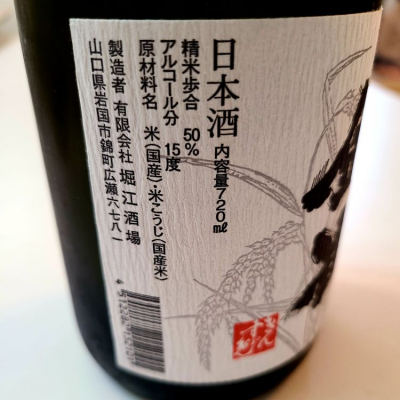 日本酒 内容量720㎖
精米歩合 50%
アルコール分 15度
原材料名 米(国産)・米こうじ(国産米)
製造者 有限会社 堀江酒場
山口県岩国市錦町広瀬六七八一